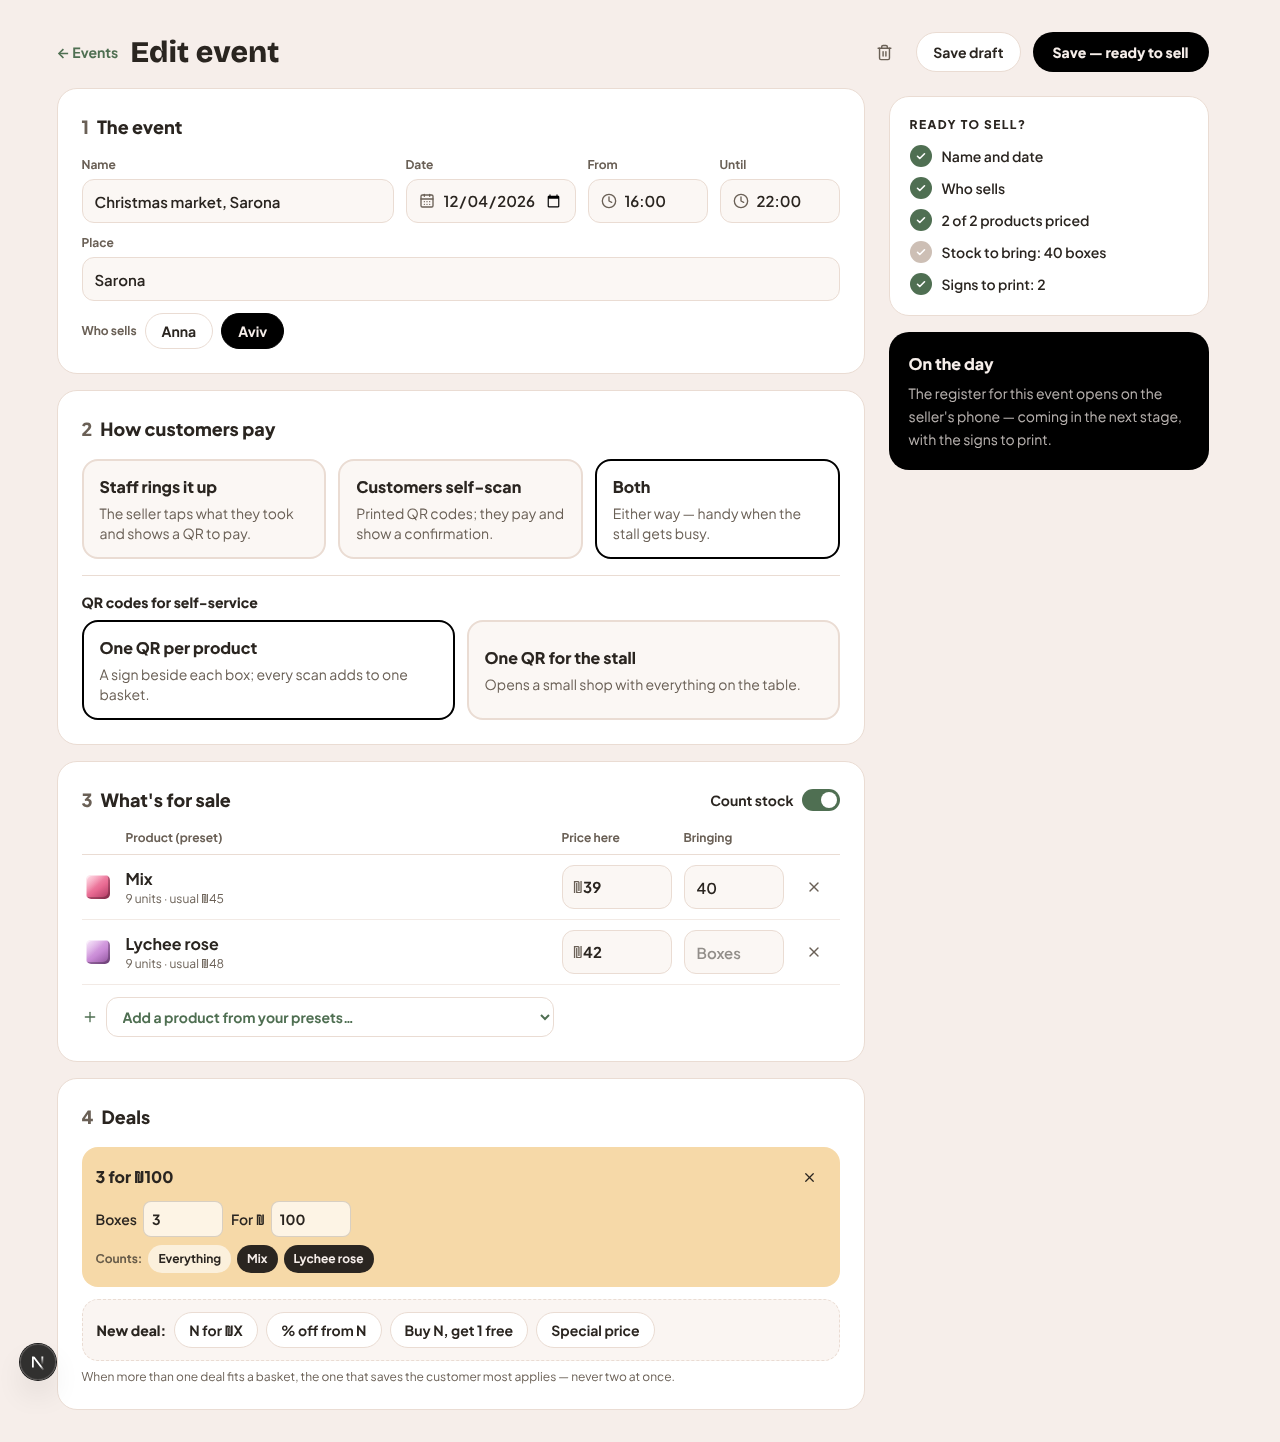 ← Events
Edit event
Save draft
Save — ready to sell
1 The event
Name
Date
From
Until
Christmas market, Sarona
12/04/2026
16:00
22:00
Place
Sarona
Who sells
Anna
Aviv
READY TO SELL?
Name and date
Who sells
2 of 2 products priced
Stock to bring: 40 boxes
Signs to print: 2
On the day
The register for this event opens on the
seller's phone — coming in the next stage,
with the signs to print.
2 How customers pay
Staff rings it up
The seller taps what they took
and shows a QR to pay.
Customers self-scan
Printed QR codes; they pay and
show a confirmation.
Both
Either way — handy when the
stall gets busy.
QR codes for self-service
One QR per product
A sign beside each box; every scan adds to one
basket.
One QR for the stall
Opens a small shop with everything on the table.
3 What's for sale
Count stock
Product (preset)
Price here
Bringing
Mix
9 units · usual ₪45
₪39
40
Lychee rose
9 units · usual ₪48
₪42
Boxes
+ Add a product from your presets…
4 Deals
3 for ₪100
Boxes 3 For ₪ 100
Counts: Everything Mix Lychee rose
New deal: N for ₪X % off from N Buy N, get 1 free Special price
N
When more than one deal fits a basket, the one that saves the customer most applies — never two at once.